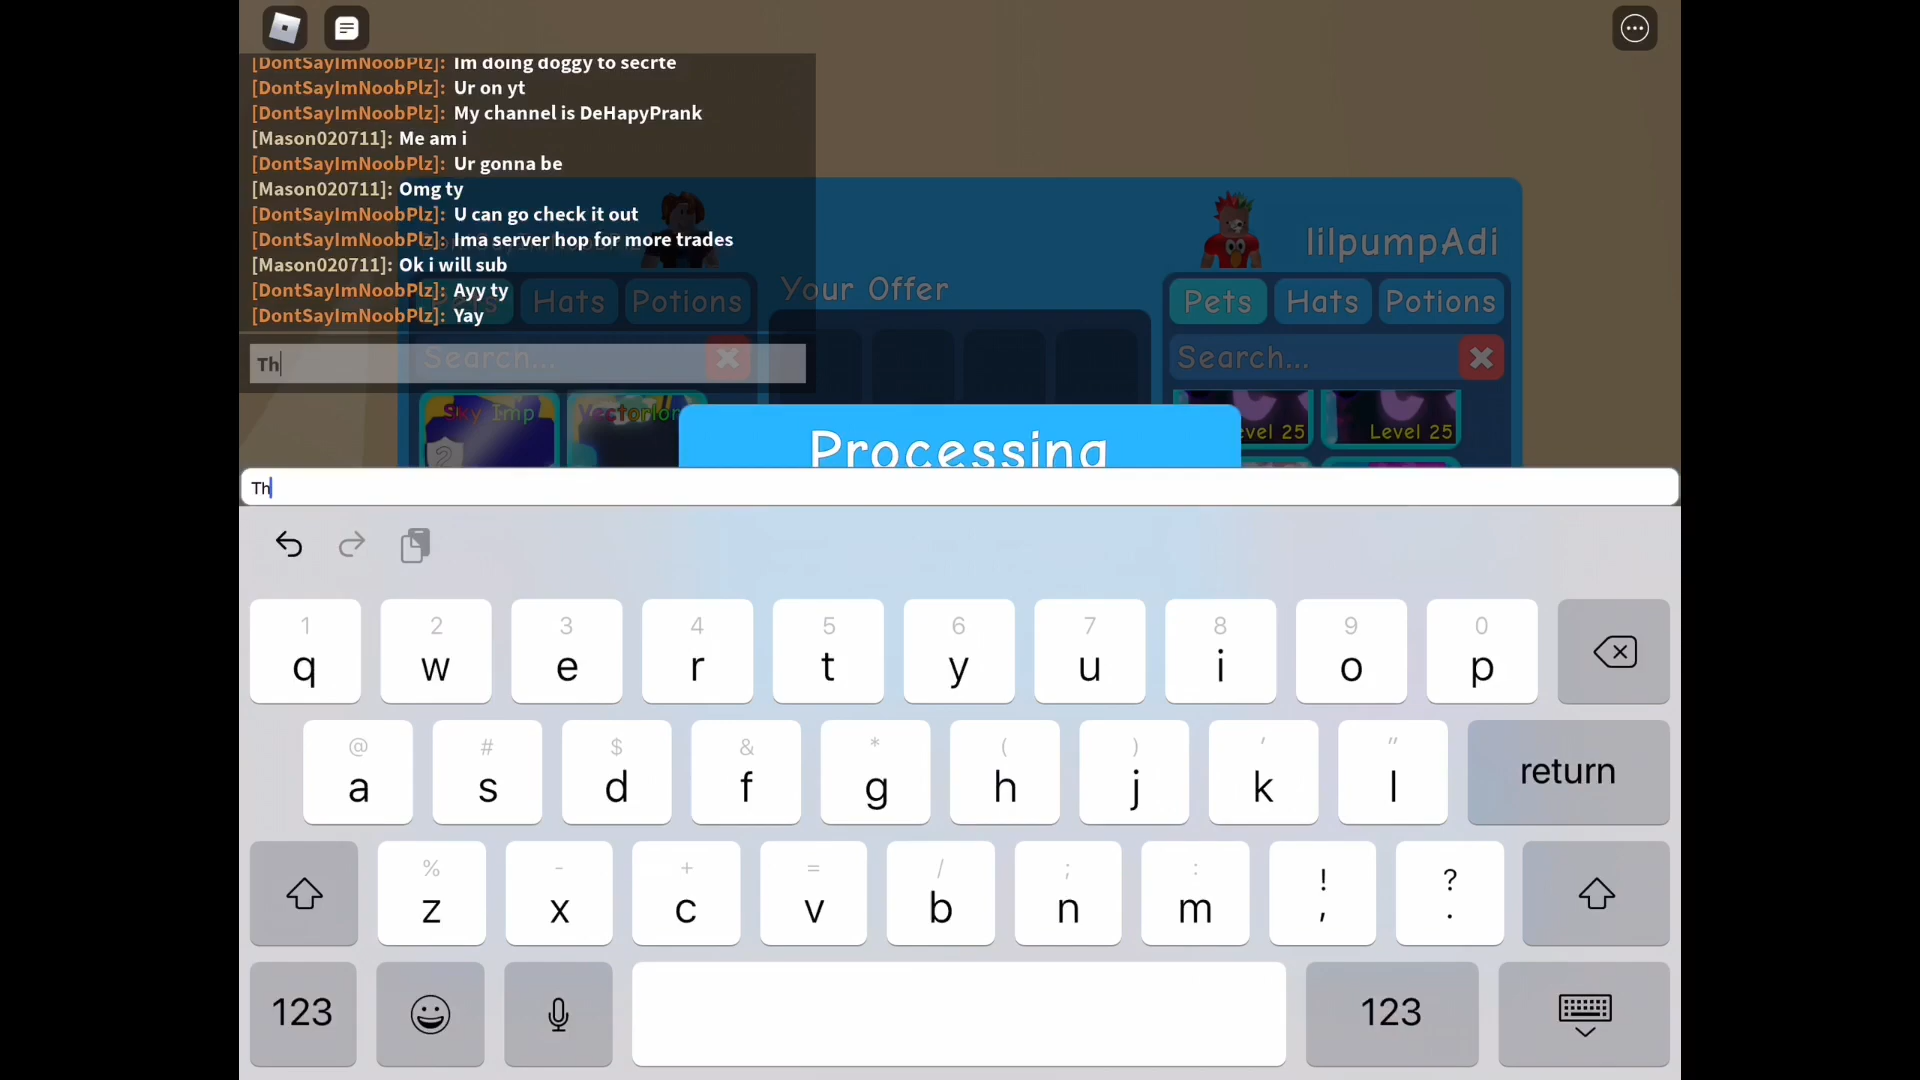 [DontSayImNoobPlz]: Im doing doggy to secrte
[DontSayImNoobPlz]: Ur on yt
[DontSayImNoobPlz]: My channel is DeHapyPrank
[Mason020711]: Me am i
[DontSayImNoobPlz]: Ur gonna be
[Mason020711]: Omg ty
[DontSayImNoobPlz]: U can go check it out
[DontSayImNoobPlz]: Ima server hop for more trades
[Mason020711]: Ok i will sub
[DontSayImNoobPlz]: Ayy ty
[DontSayImNoobPlz]: Yay
Th
lilpumpAdi
Your Offer
Hats Potions
Pets Hats Potions
Search...
Search...
Sky Imp
Level 25
Level 25
Processing
Th
1 2 3 4 5 6 7 8 9 0
q w e r t y u i o p
@ # $ & * ( ) ' "
a s d f g h j k l return
% - + = / ; : ! ?
z x c v b n m , .
123 123